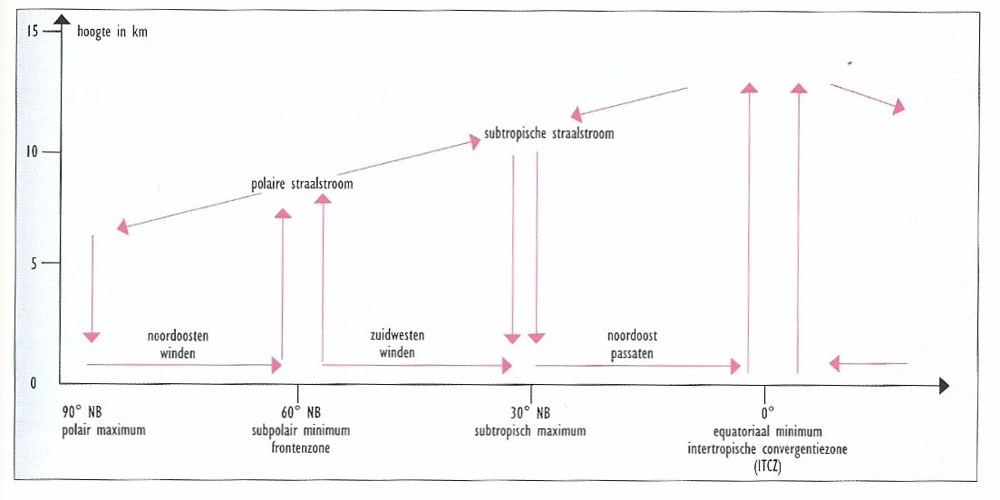 15
hoogte in km
subtropische straalstroom
10
polaire straalstroom
5
noordoosten
winden
zuidwesten
winden
noordoost
passaten
0
90° NB
polair maximum
60° NB
subpolair minimum
frontenzone
30° NB
subtropisch maximum
0°
equatoriaal minimum
intertropische convergentiezone
(ITCZ)